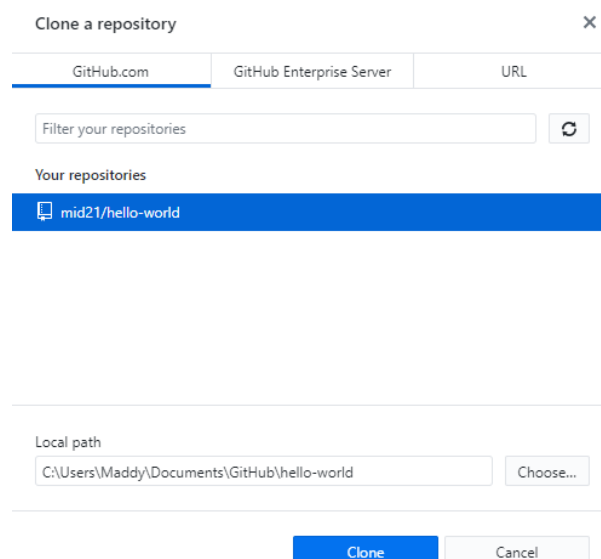 Clone a repository
GitHub.com GitHub Enterprise Server URL
Filter your repositories
Your repositories
mid21/hello-world
Local path
C:\Users\Maddy\Documents\GitHub\hello-world Choose...
Clone Cancel